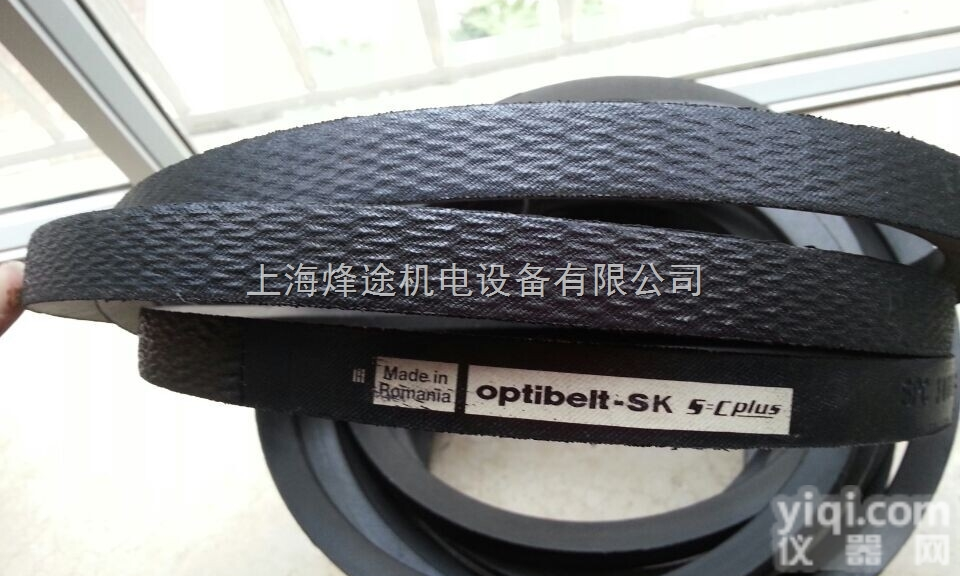 上海烽途机电设备有限公司
Made in
Romania
optibelt-SK S=C plus
SPC
yiqi.com
仪器网